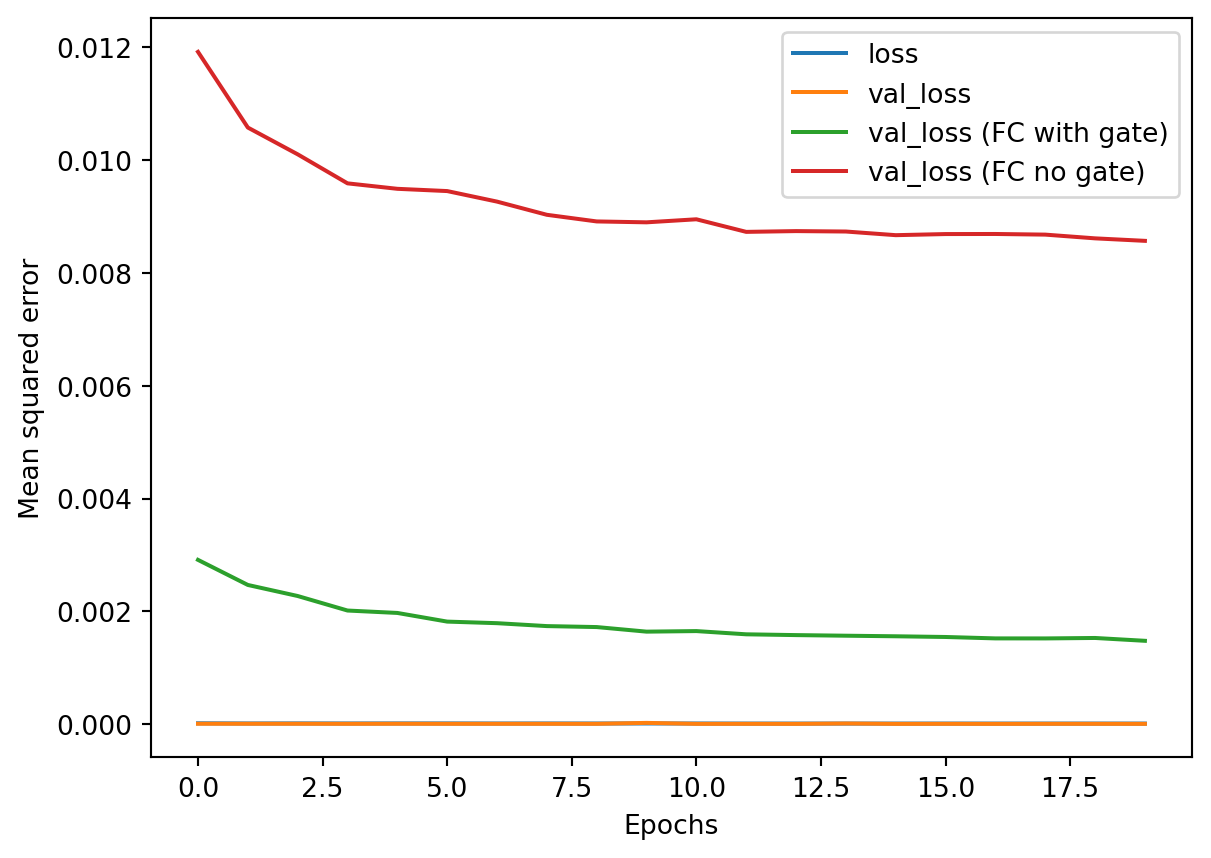 0.012
0.010
0.008
0.006
0.004
0.002
0.000
Mean squared error
loss
val_loss
val_loss (FC with gate)
val_loss (FC no gate)
0.0 2.5 5.0 7.5 10.0 12.5 15.0 17.5
Epochs